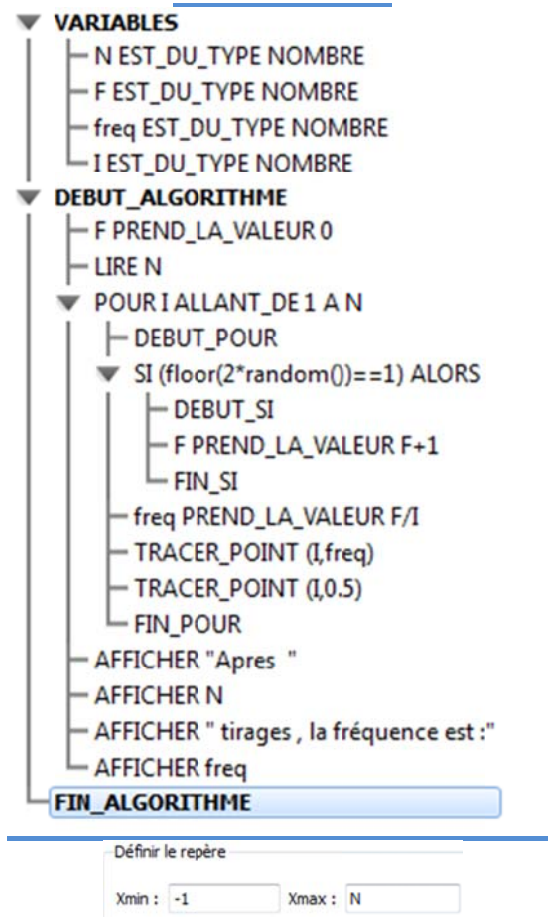 VARIABLES
N EST_DU_TYPE NOMBRE
F EST_DU_TYPE NOMBRE
freq EST_DU_TYPE NOMBRE
I EST_DU_TYPE NOMBRE
DEBUT_ALGORITHME
F PREND_LA_VALEUR 0
LIRE N
POUR I ALLANT_DE 1 A N
DEBUT_POUR
SI (floor(2*random())==1) ALORS
DEBUT_SI
F PREND_LA_VALEUR F+1
FIN_SI
freq PREND_LA_VALEUR F/I
TRACER_POINT (I,freq)
TRACER_POINT (I,0.5)
FIN_POUR
AFFICHER "Apres "
AFFICHER N
AFFICHER " tirages , la fréquence est :"
AFFICHER freq
FIN_ALGORITHME
Définir le repère
Xmin : -1 Xmax : N